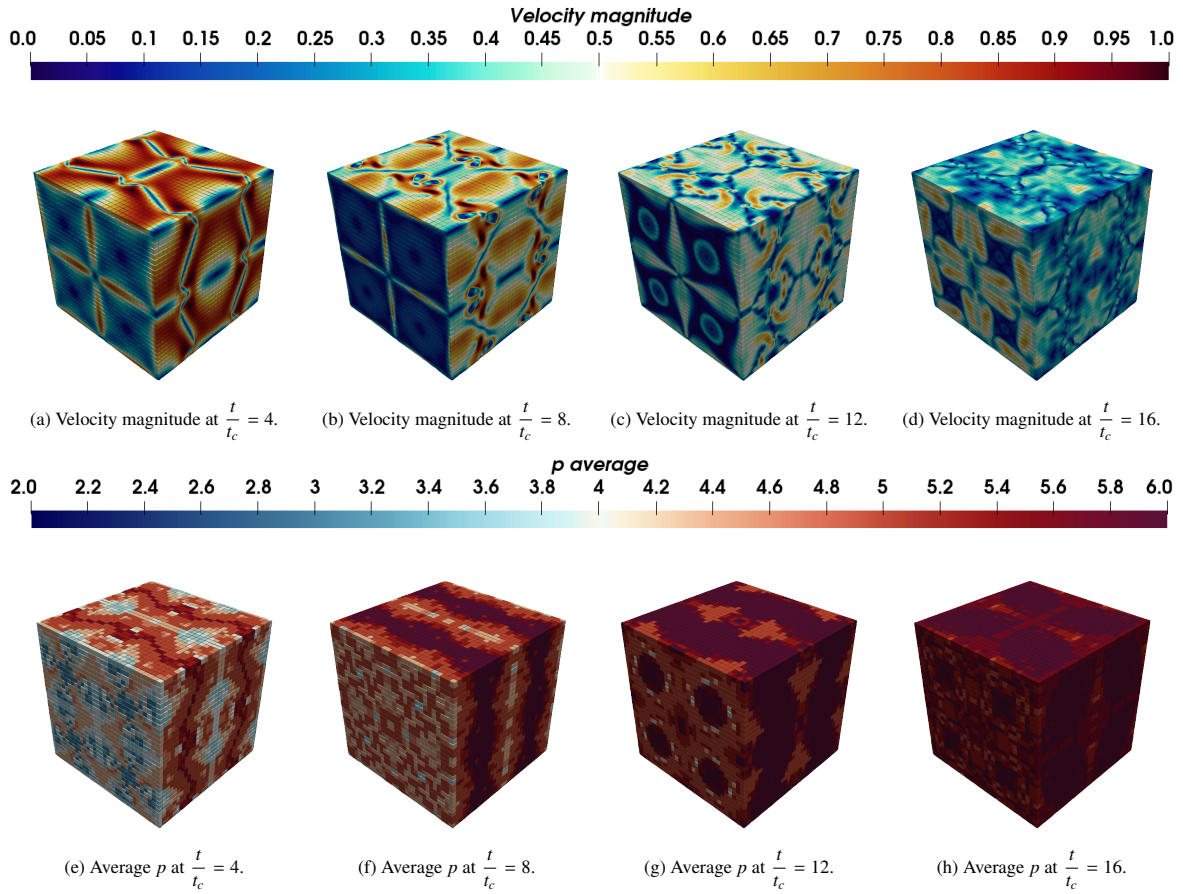 Velocity magnitude
0.0 0.05 0.1 0.15 0.2 0.25 0.3 0.35 0.4 0.45 0.5 0.55 0.6 0.65 0.7 0.75 0.8 0.85 0.9 0.95 1.0
(a) Velocity magnitude at t/t_c = 4. (b) Velocity magnitude at t/t_c = 8. (c) Velocity magnitude at t/t_c = 12. (d) Velocity magnitude at t/t_c = 16.
p average
2.0 2.2 2.4 2.6 2.8 3 3.2 3.4 3.6 3.8 4 4.2 4.4 4.6 4.8 5 5.2 5.4 5.6 5.8 6.0
(e) Average p at t/t_c = 4. (f) Average p at t/t_c = 8. (g) Average p at t/t_c = 12. (h) Average p at t/t_c = 16.